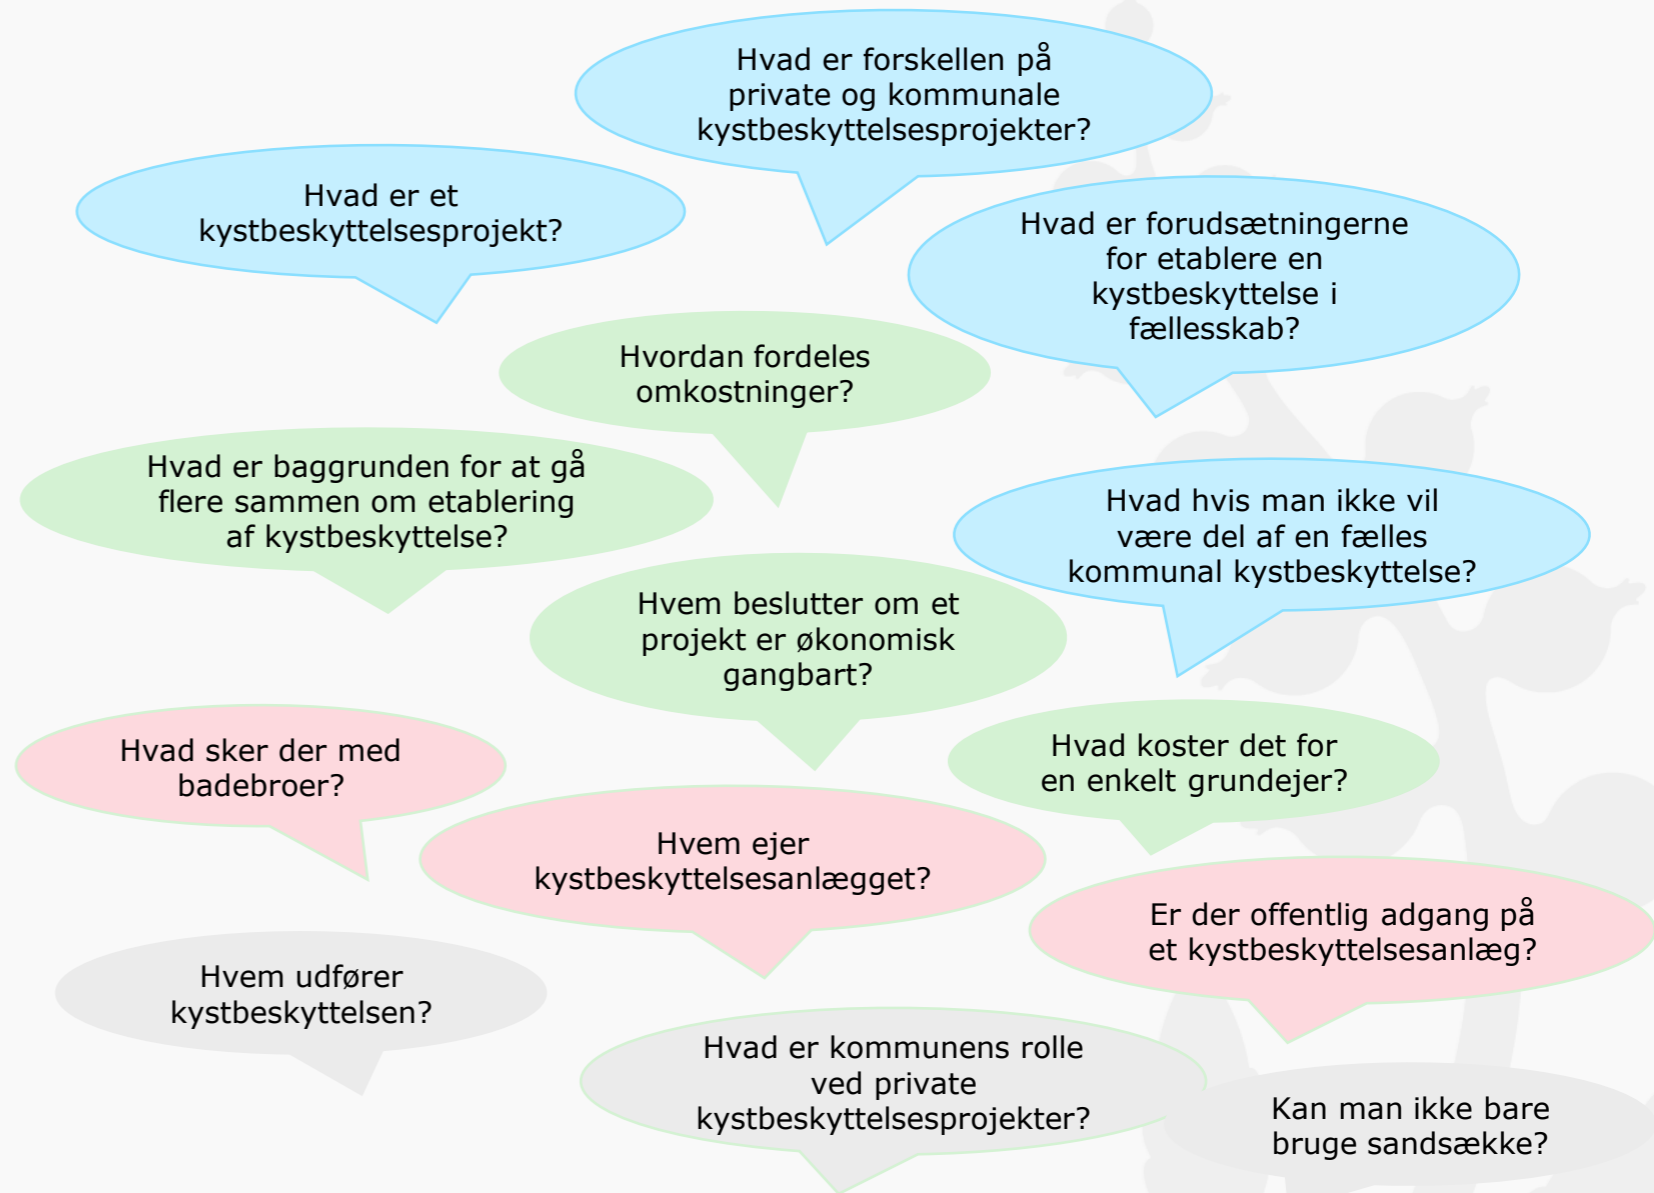 Hvad er forskellen på
private og kommunale
kystbeskyttelsesprojekter?
Hvad er et
kystbeskyttelsesprojekt?
Hvad er forudsætningerne
for etablere en
kystbeskyttelse i
fællesskab?
Hvordan fordeles
omkostninger?
Hvad er baggrunden for at gå
flere sammen om etablering
af kystbeskyttelse?
Hvad hvis man ikke vil
være del af en fælles
kommunal kystbeskyttelse?
Hvem beslutter om et
projekt er økonomisk
gangbart?
Hvad sker der med
badebroer?
Hvad koster det for
en enkelt grundejer?
Hvem ejer
kystbeskyttelsesanlægget?
Er der offentlig adgang på
et kystbeskyttelsesanlæg?
Hvem udfører
kystbeskyttelsen?
Hvad er kommunens rolle
ved private
kystbeskyttelsesprojekter?
Kan man ikke bare
bruge sandsække?